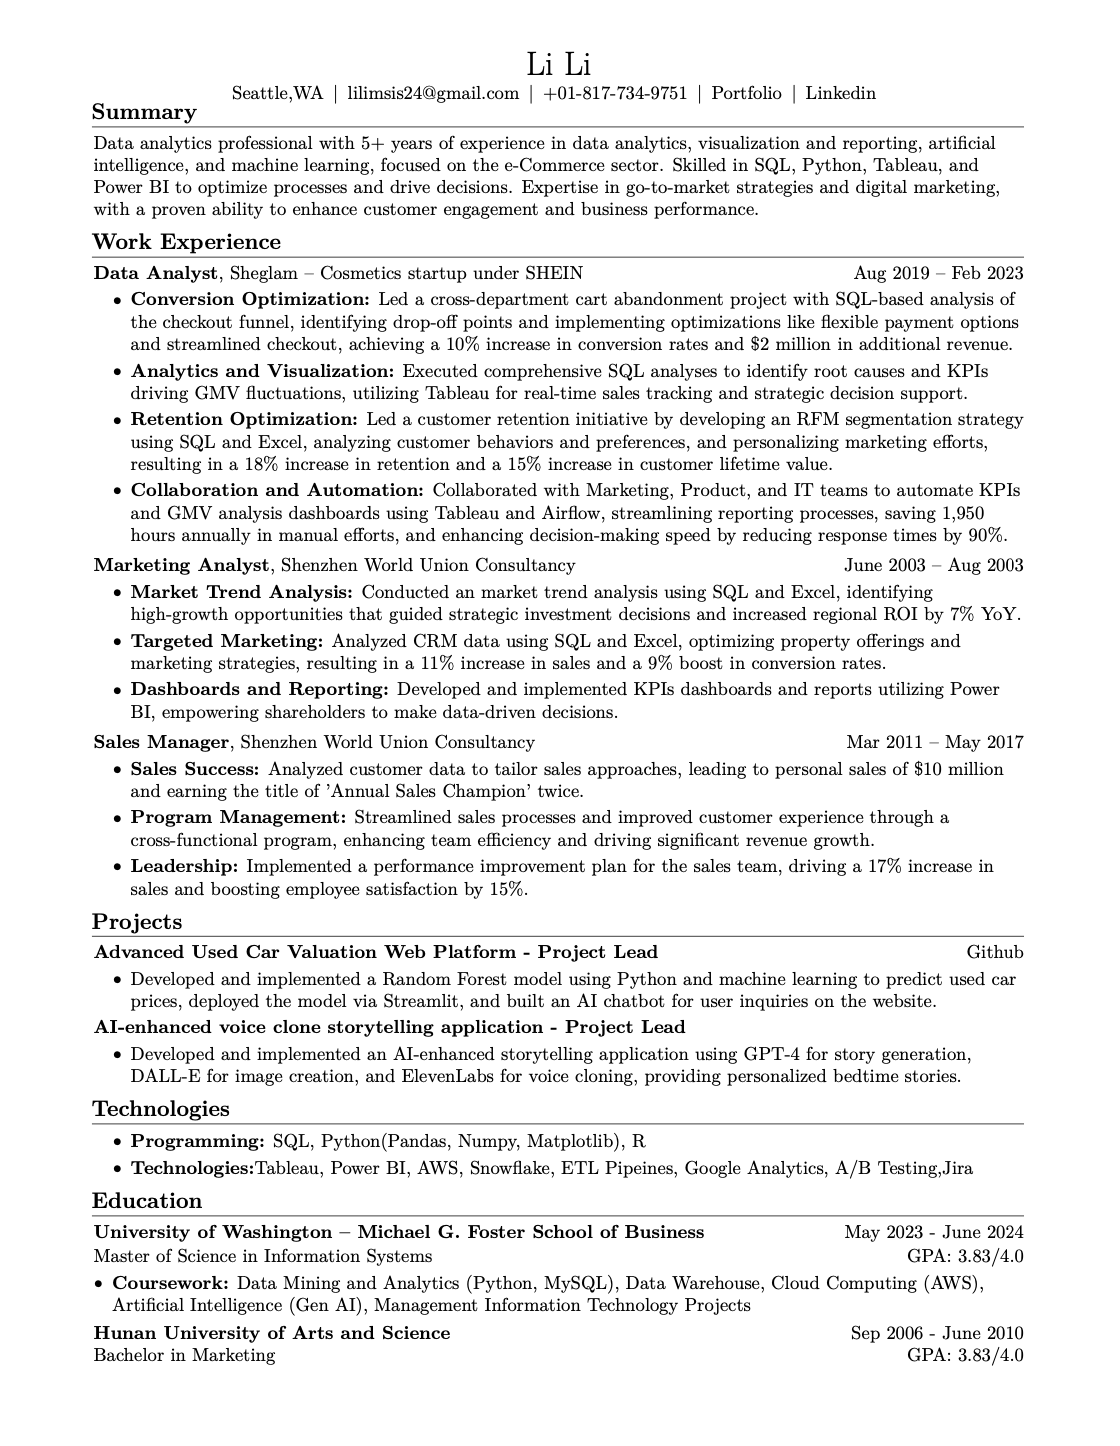 Li Li
Seattle,WA | lilimsis24@gmail.com | +01-817-734-9751 | Portfolio | Linkedin
Summary
Data analytics professional with 5+ years of experience in data analytics, visualization and reporting, artificial
intelligence, and machine learning, focused on the e-Commerce sector. Skilled in SQL, Python, Tableau, and
Power BI to optimize processes and drive decisions. Expertise in go-to-market strategies and digital marketing,
with a proven ability to enhance customer engagement and business performance.
Work Experience
Data Analyst, Sheglam – Cosmetics startup under SHEIN Aug 2019 – Feb 2023
• Conversion Optimization: Led a cross-department cart abandonment project with SQL-based analysis of
the checkout funnel, identifying drop-off points and implementing optimizations like flexible payment options
and streamlined checkout, achieving a 10% increase in conversion rates and $2 million in additional revenue.
• Analytics and Visualization: Executed comprehensive SQL analyses to identify root causes and KPIs
driving GMV fluctuations, utilizing Tableau for real-time sales tracking and strategic decision support.
• Retention Optimization: Led a customer retention initiative by developing an RFM segmentation strategy
using SQL and Excel, analyzing customer behaviors and preferences, and personalizing marketing efforts,
resulting in a 18% increase in retention and a 15% increase in customer lifetime value.
• Collaboration and Automation: Collaborated with Marketing, Product, and IT teams to automate KPIs
and GMV analysis dashboards using Tableau and Airflow, streamlining reporting processes, saving 1,950
hours annually in manual efforts, and enhancing decision-making speed by reducing response times by 90%.
Marketing Analyst, Shenzhen World Union Consultancy June 2003 – Aug 2003
• Market Trend Analysis: Conducted an market trend analysis using SQL and Excel, identifying
high-growth opportunities that guided strategic investment decisions and increased regional ROI by 7% YoY.
• Targeted Marketing: Analyzed CRM data using SQL and Excel, optimizing property offerings and
marketing strategies, resulting in a 11% increase in sales and a 9% boost in conversion rates.
• Dashboards and Reporting: Developed and implemented KPIs dashboards and reports utilizing Power
BI, empowering shareholders to make data-driven decisions.
Sales Manager, Shenzhen World Union Consultancy Mar 2011 – May 2017
• Sales Success: Analyzed customer data to tailor sales approaches, leading to personal sales of $10 million
and earning the title of 'Annual Sales Champion' twice.
• Program Management: Streamlined sales processes and improved customer experience through a
cross-functional program, enhancing team efficiency and driving significant revenue growth.
• Leadership: Implemented a performance improvement plan for the sales team, driving a 17% increase in
sales and boosting employee satisfaction by 15%.
Projects
Advanced Used Car Valuation Web Platform - Project Lead Github
• Developed and implemented a Random Forest model using Python and machine learning to predict used car
prices, deployed the model via Streamlit, and built an AI chatbot for user inquiries on the website.
AI-enhanced voice clone storytelling application - Project Lead
• Developed and implemented an AI-enhanced storytelling application using GPT-4 for story generation,
DALL-E for image creation, and ElevenLabs for voice cloning, providing personalized bedtime stories.
Technologies
• Programming: SQL, Python(Pandas, Numpy, Matplotlib), R
• Technologies:Tableau, Power BI, AWS, Snowflake, ETL Pipeines, Google Analytics, A/B Testing,Jira
Education
University of Washington – Michael G. Foster School of Business May 2023 - June 2024
Master of Science in Information Systems GPA: 3.83/4.0
• Coursework: Data Mining and Analytics (Python, MySQL), Data Warehouse, Cloud Computing (AWS),
Artificial Intelligence (Gen AI), Management Information Technology Projects
Hunan University of Arts and Science Sep 2006 - June 2010
Bachelor in Marketing GPA: 3.83/4.0